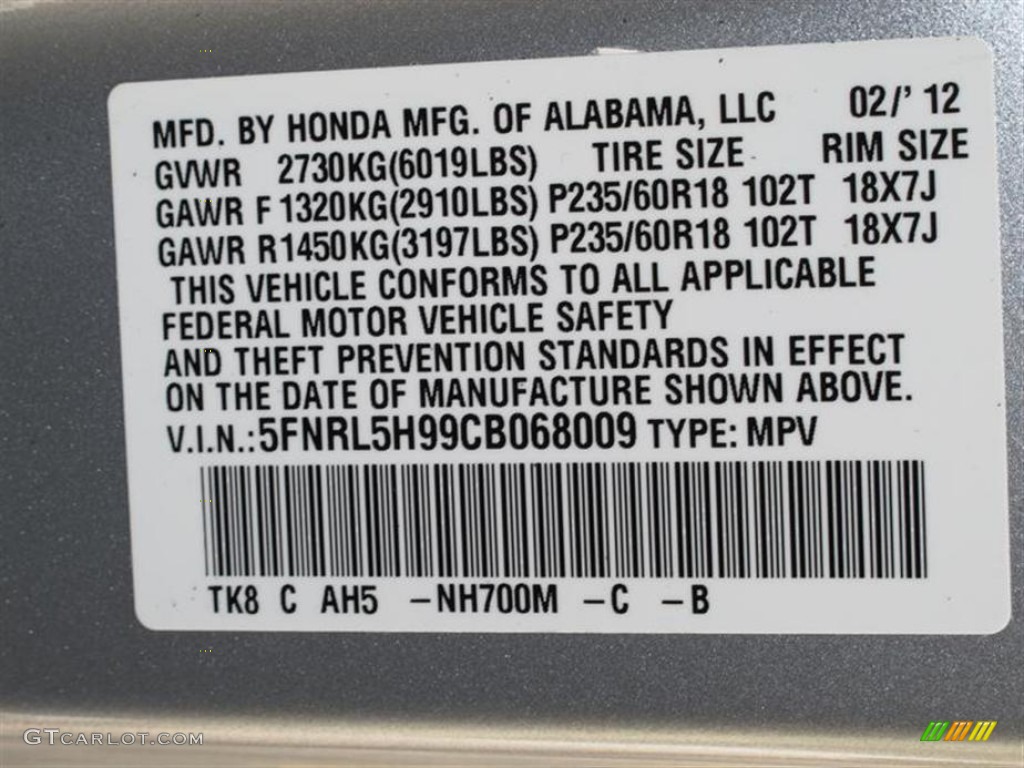 MFD. BY HONDA MFG. OF ALABAMA, LLC 02/' 12
GVWR 2730KG(6019LBS) TIRE SIZE RIM SIZE
GAWR F 1320KG(2910LBS) P235/60R18 102T 18X7J
GAWR R1450KG(3197LBS) P235/60R18 102T 18X7J
THIS VEHICLE CONFORMS TO ALL APPLICABLE
FEDERAL MOTOR VEHICLE SAFETY
AND THEFT PREVENTION STANDARDS IN EFFECT
ON THE DATE OF MANUFACTURE SHOWN ABOVE.
V.I.N.: 5FNRL5H99CB068009 TYPE: MPV
TK8 C AH5 -NH700M -C -B
GTCARLOT.COM